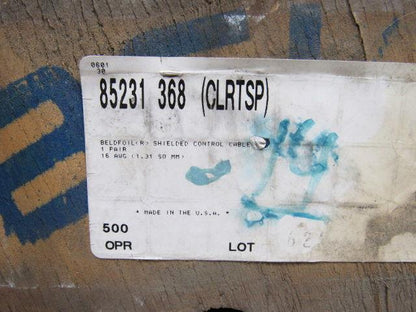 0601
30
85231 368 (CLRTSP)
BELDFOIL(R) SHIELDED CONTROL CABLE
1 PAIR
16 AWG (1.31 SQ MM)
* MADE IN THE U.S.A. *
500
OPR LOT